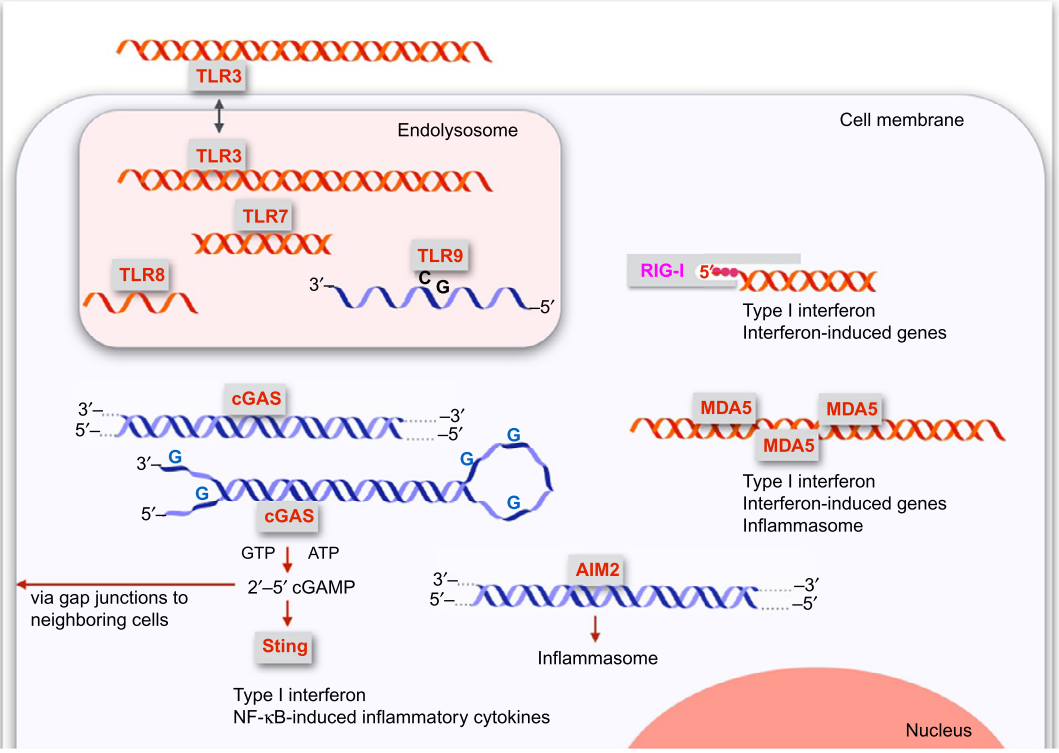 TLR3
Cell membrane
Endolysosome
TLR3
TLR7
TLR9
TLR8
C
G
3′–
–5′
RIG-I
5′
Type I interferon
Interferon-induced genes
cGAS
3′–
–3′
5′–
–5′
MDA5
MDA5
MDA5
Type I interferon
Interferon-induced genes
Inflammasome
G
G
3′–
G
G
G
5′–
cGAS
GTP
ATP
2′–5′ cGAMP
via gap junctions to
neighboring cells
AIM2
3′–
–3′
5′–
–5′
Inflammasome
Sting
Type I interferon
NF-κB-induced inflammatory cytokines
Nucleus